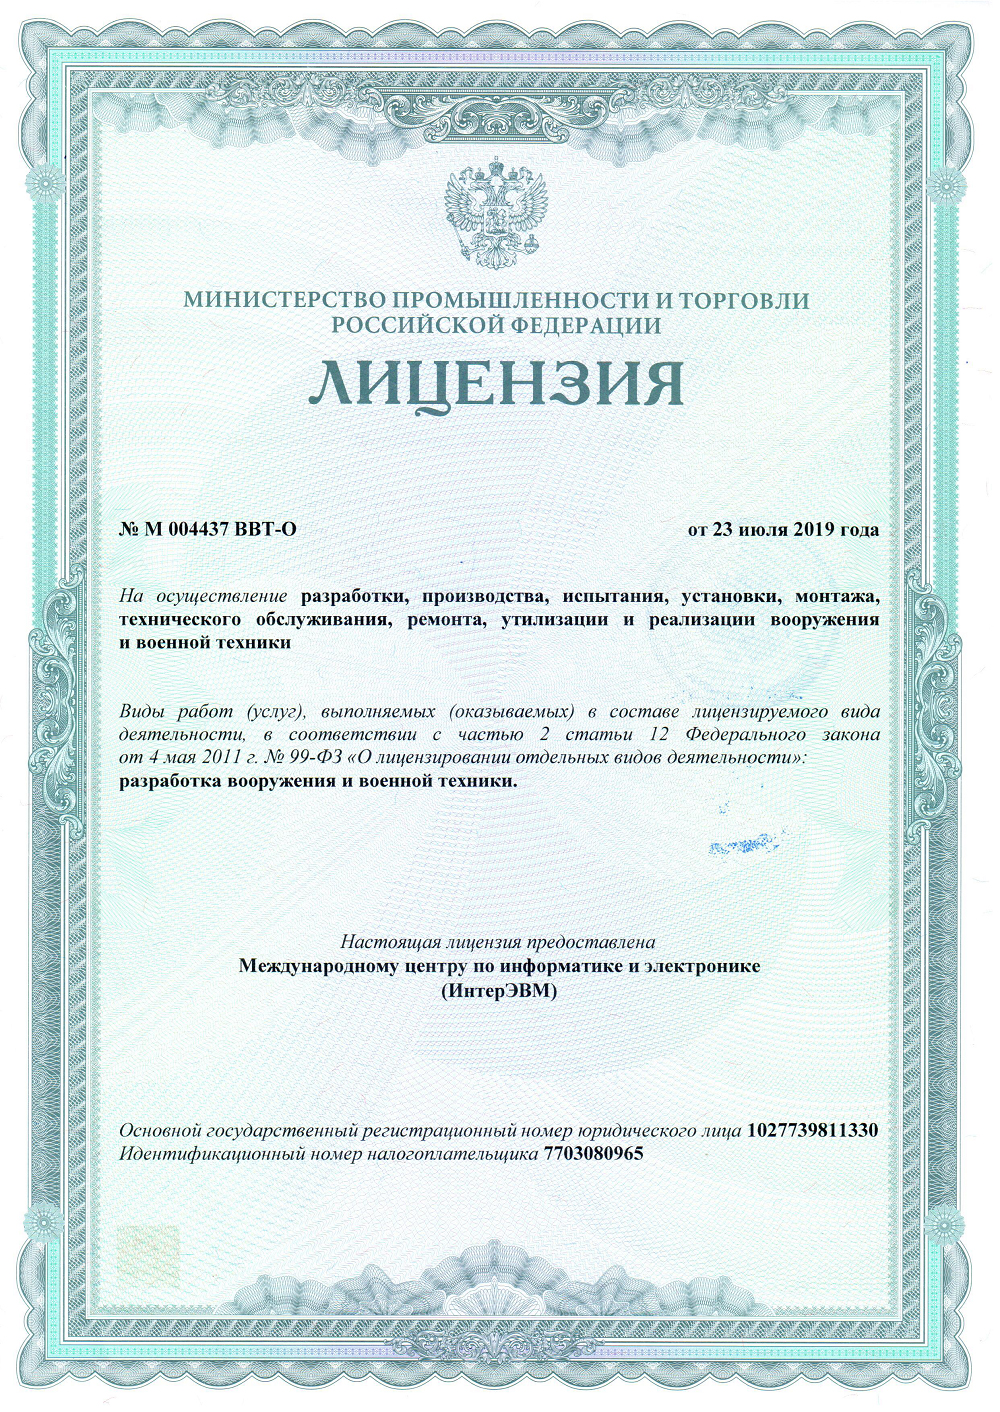 МИНИСТЕРСТВО ПРОМЫШЛЕННОСТИ И ТОРГОВЛИ
РОССИЙСКОЙ ФЕДЕРАЦИИ
ЛИЦЕНЗИЯ
№ М 004437 ВВТ-О от 23 июля 2019 года
На осуществление разработки, производства, испытания, установки, монтажа,
технического обслуживания, ремонта, утилизации и реализации вооружения
и военной техники
Виды работ (услуг), выполняемых (оказываемых) в составе лицензируемого вида
деятельности, в соответствии с частью 2 статьи 12 Федерального закона
от 4 мая 2011 г. № 99-ФЗ «О лицензировании отдельных видов деятельности»:
разработка вооружения и военной техники.
Настоящая лицензия предоставлена
Международному центру по информатике и электронике
(ИнтерЭВМ)
Основной государственный регистрационный номер юридического лица 1027739811330
Идентификационный номер налогоплательщика 7703080965